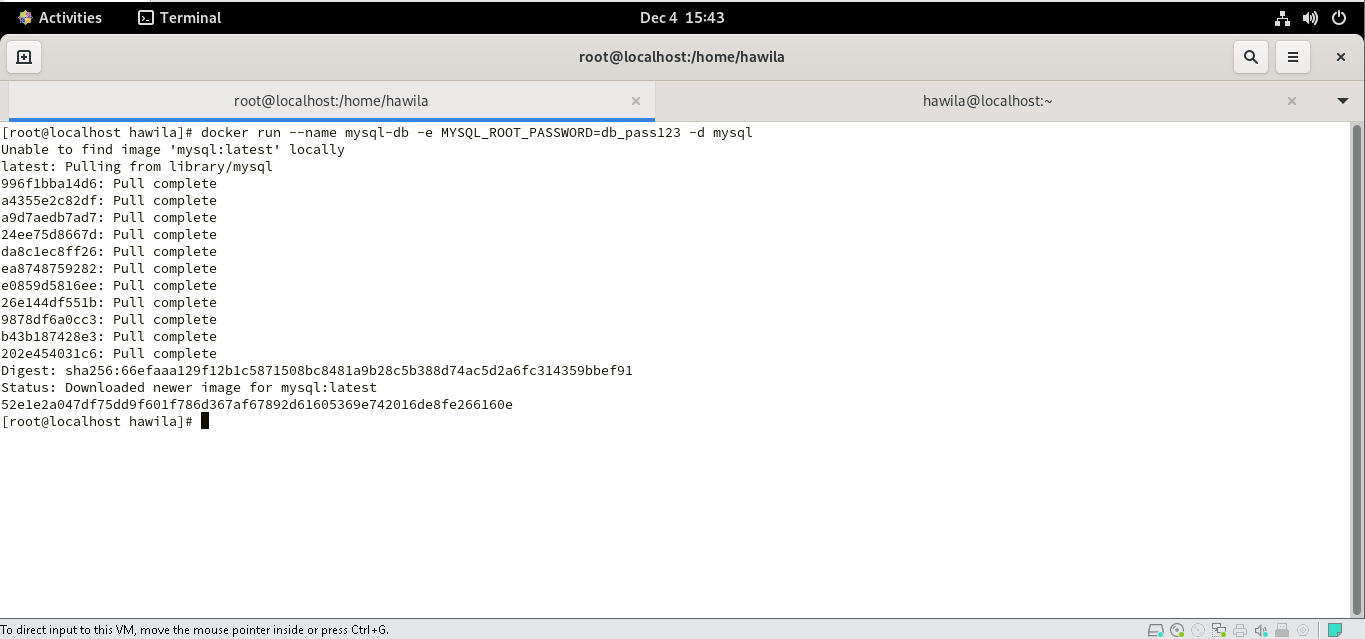 Activities Terminal Dec 4 15:43
root@localhost:/home/hawila
root@localhost:/home/hawila hawila@localhost:~
[root@localhost hawila]# docker run --name mysql-db -e MYSQL_ROOT_PASSWORD=db_pass123 -d mysql
Unable to find image 'mysql:latest' locally
latest: Pulling from library/mysql
996f1bba14d6: Pull complete
a4355e2c82df: Pull complete
a9d7aedb7ad7: Pull complete
24ee75d8667d: Pull complete
da8c1ec8ff26: Pull complete
ea8748759282: Pull complete
e0859d5816ee: Pull complete
26e144df551b: Pull complete
9878df6a0cc3: Pull complete
b43b187428e3: Pull complete
202e454031c6: Pull complete
Digest: sha256:66efaaa129f12b1c5871508bc8481a9b28c5b388d74ac5d2a6fc314359bbef91
Status: Downloaded newer image for mysql:latest
52e1e2a047df75dd9f601f786d367af67892d61605369e742016de8fe266160e
[root@localhost hawila]#
To direct input to this VM, move the mouse pointer inside or press Ctrl+G.